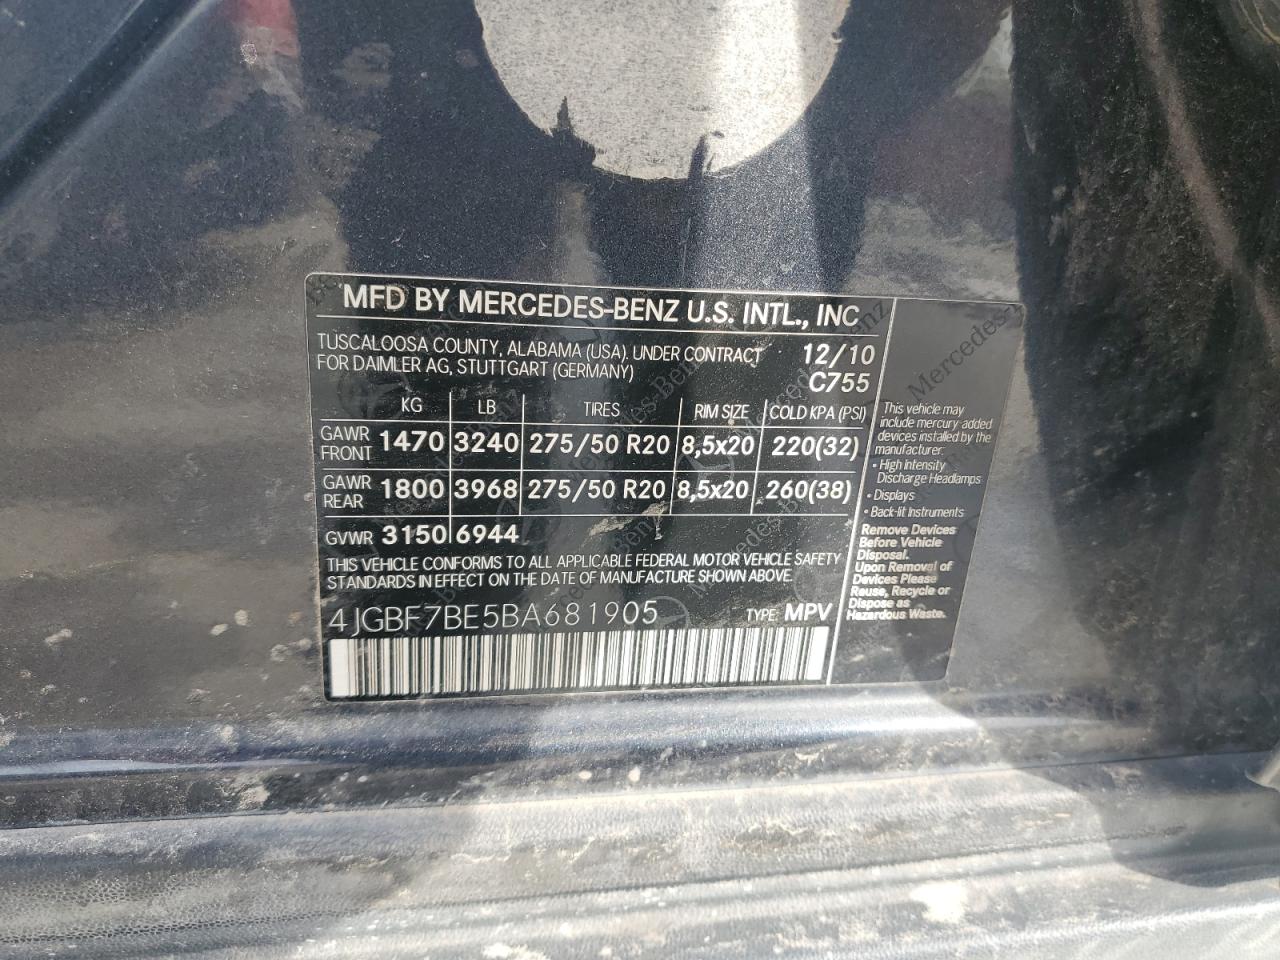 MFD BY MERCEDES-BENZ U.S. INTL., INC
TUSCALOOSA COUNTY, ALABAMA (USA). UNDER CONTRACT 12/10
FOR DAIMLER AG, STUTTGART (GERMANY) C755
KG LB TIRES RIM SIZE COLD KPA (PSI)
GAWR FRONT 1470 3240 275/50 R20 8,5x20 220(32)
GAWR REAR 1800 3968 275/50 R20 8,5x20 260(38)
GVWR 3150 6944
THIS VEHICLE CONFORMS TO ALL APPLICABLE FEDERAL MOTOR VEHICLE SAFETY
STANDARDS IN EFFECT ON THE DATE OF MANUFACTURE SHOWN ABOVE.
4JGBF7BE5BA681905 TYPE: MPV
This vehicle may
include mercury added
devices installed by the
manufacturer:
• High Intensity
Discharge Headlamps
• Displays
• Back-lit Instruments
Remove Devices
Before Vehicle
Disposal.
Upon Removal of
Devices Please
Reuse, Recycle or
Dispose as
Hazardous Waste.